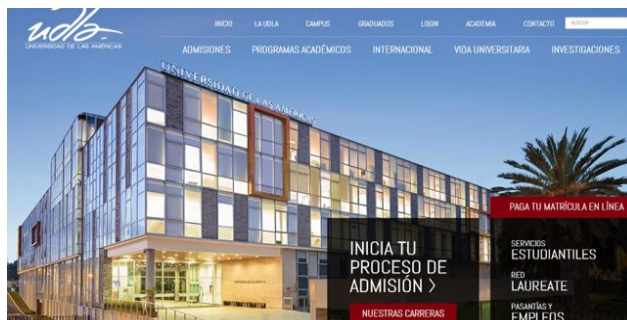 udla-
UNIVERSIDAD DE LAS AMÉRICAS
INICIO LA UDLA CAMPUS GRADUADOS LOGIN ACADEMIA CONTACTO BUSCAR
ADMISIONES PROGRAMAS ACADÉMICOS INTERNACIONAL VIDA UNIVERSITARIA INVESTIGACIONES
UNIVERSIDAD DE LAS AMÉRICAS
PAGA TU MATRÍCULA EN LÍNEA
INICIA TU
PROCESO DE
ADMISIÓN >
NUESTRAS CARRERAS
SERVICIOS
ESTUDIANTILES
RED
LAUREATE
PASANTÍAS Y
EMPLEOS